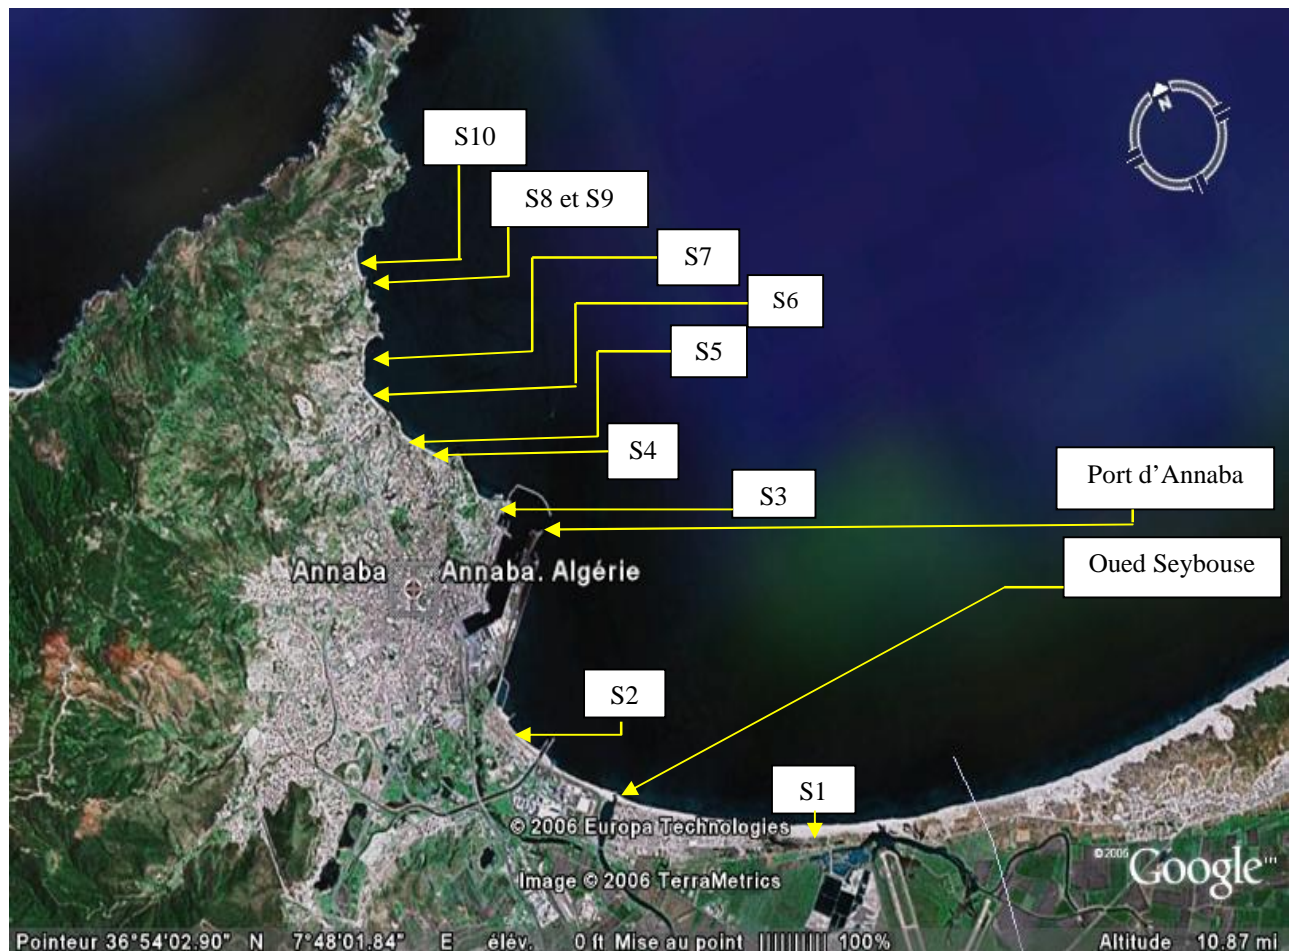 N
S10
S8 et S9
S7
S6
S5
S4
S3
Port d'Annaba
Oued Seybouse
Annaba
Annaba. Algérie
S2
S1
© 2006 Europa Technologies
Image © 2006 TerraMetrics
©2006 Google™
Pointeur 36°54'02.90" N 7°48'01.84" E élév. 0 ft Mise au point |||||||||| 100% Altitude 10.87 mi